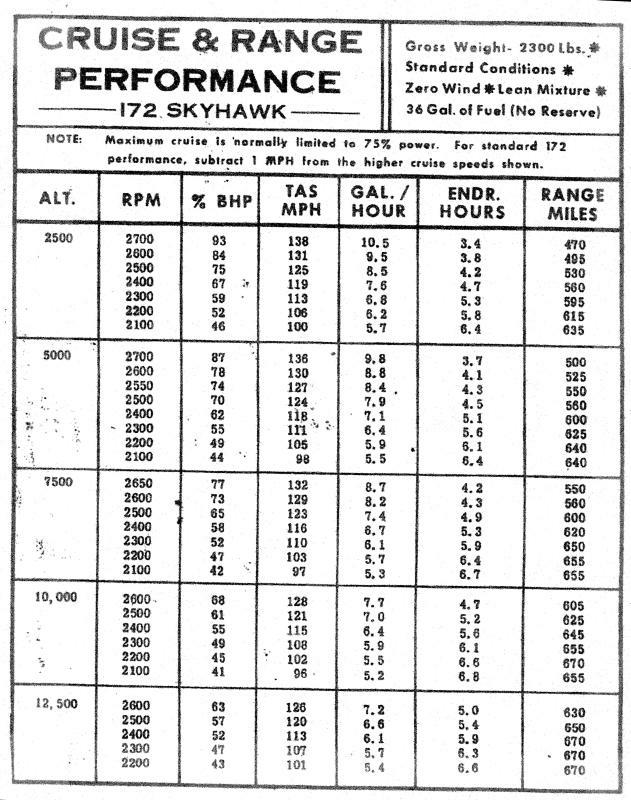 CRUISE & RANGE
PERFORMANCE
172 SKYHAWK
Gross Weight- 2300 Lbs. *
Standard Conditions *
Zero Wind * Lean Mixture *
36 Gal. of Fuel (No Reserve)
NOTE: Maximum cruise is normally limited to 75% power. For standard 172
performance, subtract 1 MPH from the higher cruise speeds shown.
ALT. RPM % BHP TAS MPH GAL. / HOUR ENDR. HOURS RANGE MILES
2500 2700 93 138 10.5 3.4 470
2600 84 131 9.5 3.8 495
2500 75 125 8.5 4.2 530
2400 67 119 7.6 4.7 560
2300 59 113 6.8 5.3 595
2200 52 106 6.2 5.8 615
2100 46 100 5.7 6.4 635
5000 2700 87 136 9.8 3.7 500
2600 78 130 8.8 4.1 525
2550 74 127 8.4 4.3 550
2500 70 124 7.9 4.5 560
2400 62 118 7.1 5.1 600
2300 55 111 6.4 5.6 625
2200 49 105 5.9 6.1 640
2100 44 98 5.5 6.4 640
7500 2650 77 132 8.7 4.2 550
2600 73 129 8.2 4.3 560
2500 65 123 7.4 4.9 600
2400 58 116 6.7 5.3 620
2300 52 110 6.1 5.9 650
2200 47 103 5.7 6.4 655
2100 42 97 5.3 6.7 655
10,000 2600 68 128 7.7 4.7 605
2500 61 121 7.0 5.2 625
2400 55 115 6.4 5.6 645
2300 49 108 5.9 6.1 655
2200 45 102 5.5 6.6 670
2100 41 96 5.2 6.8 655
12,500 2600 63 126 7.2 5.0 630
2500 57 120 6.6 5.4 650
2400 52 113 6.1 5.9 670
2300 47 107 5.7 6.3 670
2200 43 101 5.4 6.6 670